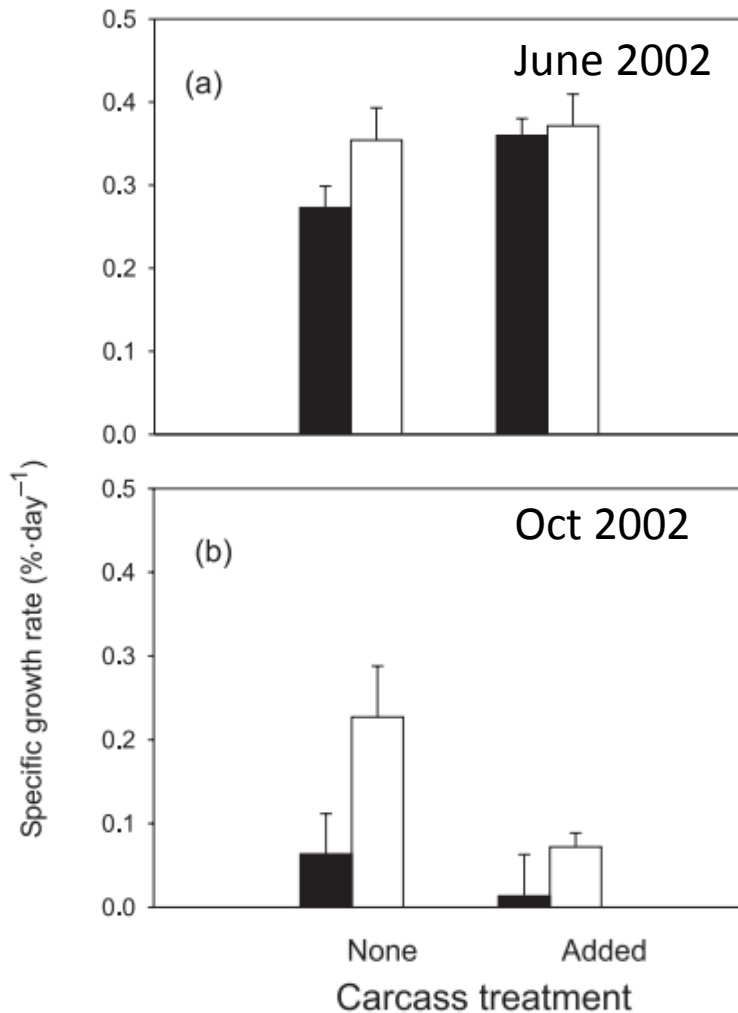 0.5
(a)
June 2002
0.4
0.3
0.2
0.1
0.0
Specific growth rate (%·day⁻¹)
0.5
(b)
Oct 2002
0.4
0.3
0.2
0.1
0.0
None Added
Carcass treatment